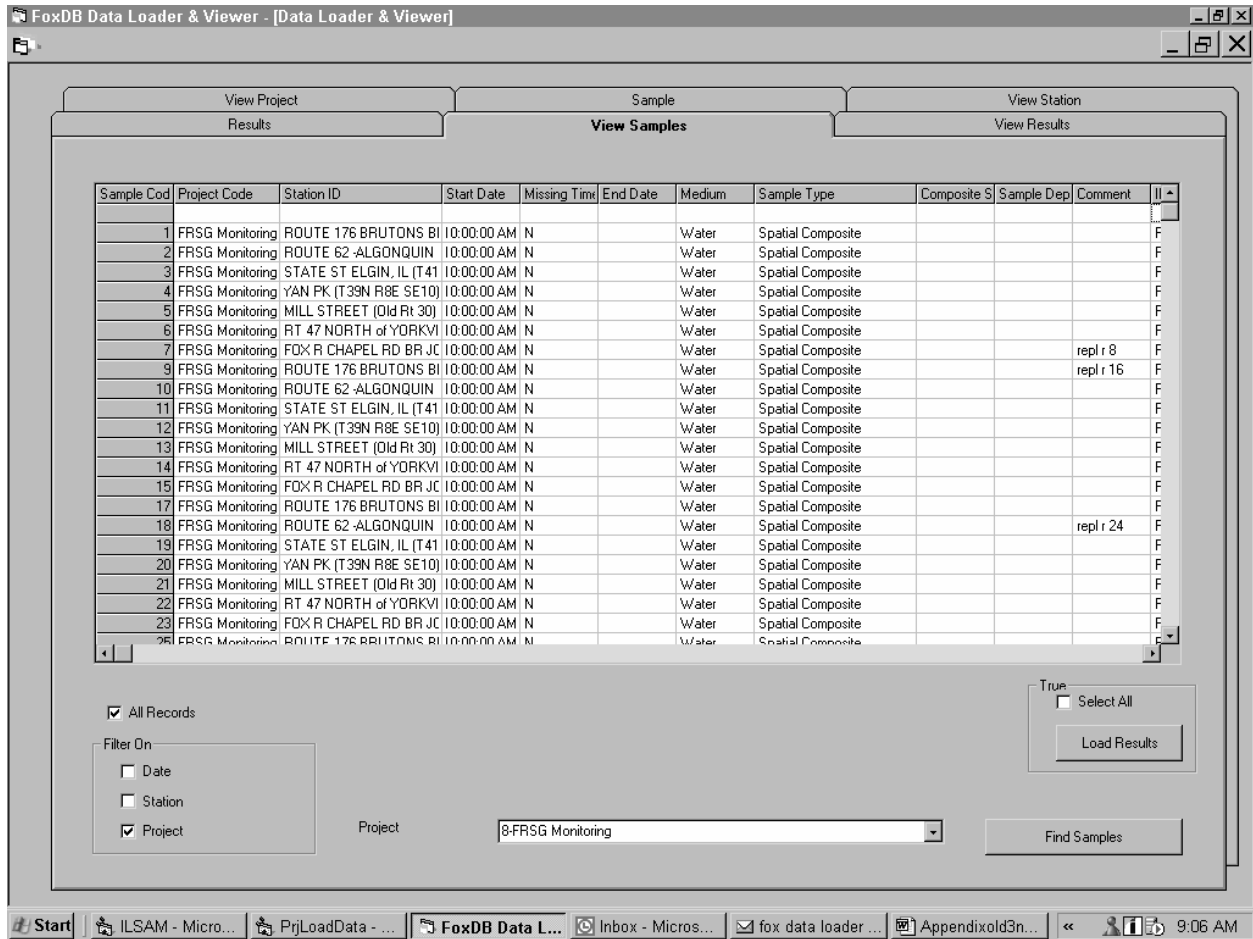 FoxDB Data Loader & Viewer - [Data Loader & Viewer]
View Project Sample View Station
Results View Samples View Results
Sample Cod Project Code Station ID Start Date Missing Time End Date Medium Sample Type Composite S Sample Dep Comment
1 FRSG Monitoring ROUTE 176 BRUTONS BI 10:00:00 AM N Water Spatial Composite F
2 FRSG Monitoring ROUTE 62 -ALGONQUIN 10:00:00 AM N Water Spatial Composite F
3 FRSG Monitoring STATE ST ELGIN, IL (T41 10:00:00 AM N Water Spatial Composite F
4 FRSG Monitoring YAN PK (T39N R8E SE10) 10:00:00 AM N Water Spatial Composite F
5 FRSG Monitoring MILL STREET (Old Rt 30) 10:00:00 AM N Water Spatial Composite F
6 FRSG Monitoring RT 47 NORTH of YORKVI 10:00:00 AM N Water Spatial Composite F
7 FRSG Monitoring FOX R CHAPEL RD BR JC 10:00:00 AM N Water Spatial Composite repl r 8 F
9 FRSG Monitoring ROUTE 176 BRUTONS BI 10:00:00 AM N Water Spatial Composite repl r 16 F
10 FRSG Monitoring ROUTE 62 -ALGONQUIN 10:00:00 AM N Water Spatial Composite F
11 FRSG Monitoring STATE ST ELGIN, IL (T41 10:00:00 AM N Water Spatial Composite F
12 FRSG Monitoring YAN PK (T39N R8E SE10) 10:00:00 AM N Water Spatial Composite F
13 FRSG Monitoring MILL STREET (Old Rt 30) 10:00:00 AM N Water Spatial Composite F
14 FRSG Monitoring RT 47 NORTH of YORKVI 10:00:00 AM N Water Spatial Composite F
15 FRSG Monitoring FOX R CHAPEL RD BR JC 10:00:00 AM N Water Spatial Composite F
17 FRSG Monitoring ROUTE 176 BRUTONS BI 10:00:00 AM N Water Spatial Composite F
18 FRSG Monitoring ROUTE 62 -ALGONQUIN 10:00:00 AM N Water Spatial Composite repl r 24 F
19 FRSG Monitoring STATE ST ELGIN, IL (T41 10:00:00 AM N Water Spatial Composite F
20 FRSG Monitoring YAN PK (T39N R8E SE10) 10:00:00 AM N Water Spatial Composite F
21 FRSG Monitoring MILL STREET (Old Rt 30) 10:00:00 AM N Water Spatial Composite F
22 FRSG Monitoring RT 47 NORTH of YORKVI 10:00:00 AM N Water Spatial Composite F
23 FRSG Monitoring FOX R CHAPEL RD BR JC 10:00:00 AM N Water Spatial Composite F
25 FRSG Monitoring ROUTE 176 BRUTONS BI 10:00:00 AM N Water Spatial Composite F
True
Select All
Load Results
All Records
Filter On
Date
Station
Project
Project
8-FRSG Monitoring
Find Samples
Start ILSAM - Micro... PrjLoadData - ... FoxDB Data L... Inbox - Micros... fox data loader ... Appendixold3n... « 9:06 AM